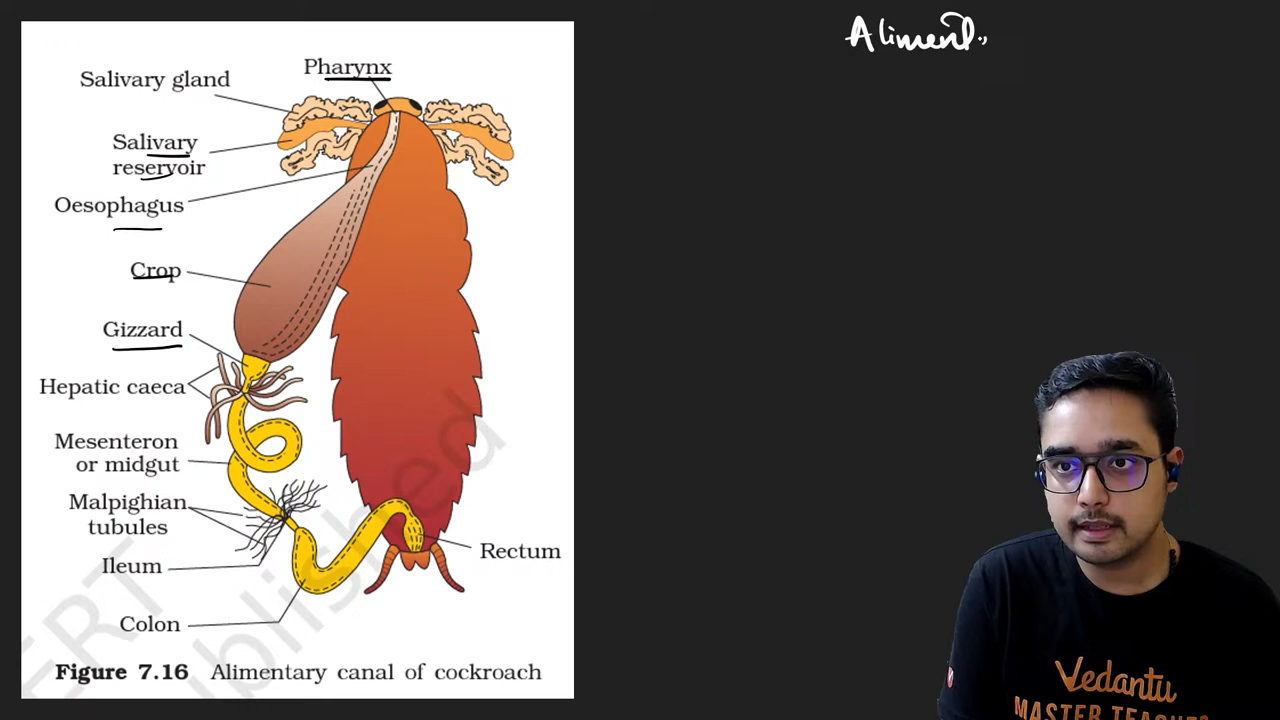 Aliment..
Pharynx
Salivary gland
Salivary
reservoir
Oesophagus
Crop
Gizzard
Hepatic caeca
Mesenteron
or midgut
Malpighian
tubules
Ileum
Rectum
Colon
Figure 7.16 Alimentary canal of cockroach
Vedantu
MASTER TEACHER